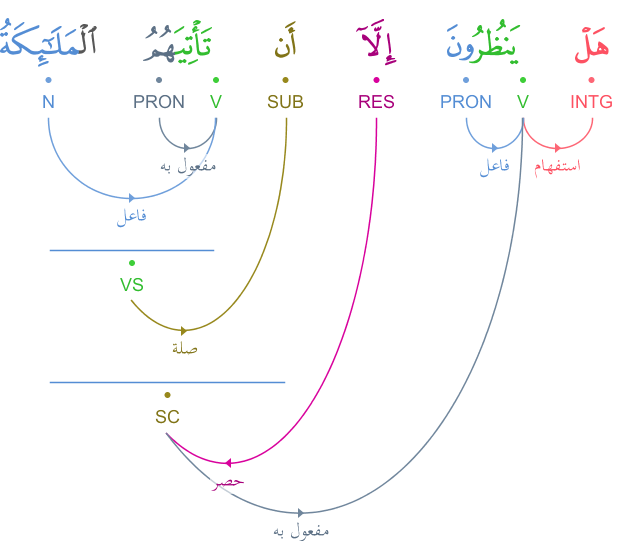 هَلْ يَنظُرُونَ إِلَّآ أَن تَأْتِيَهُمُ ٱلْمَلَـٰٓئِكَةُ
INTG V PRON RES SUB V PRON N
استفهام فاعل مفعول به
فاعل
VS
صلة
SC
حصر
مفعول به